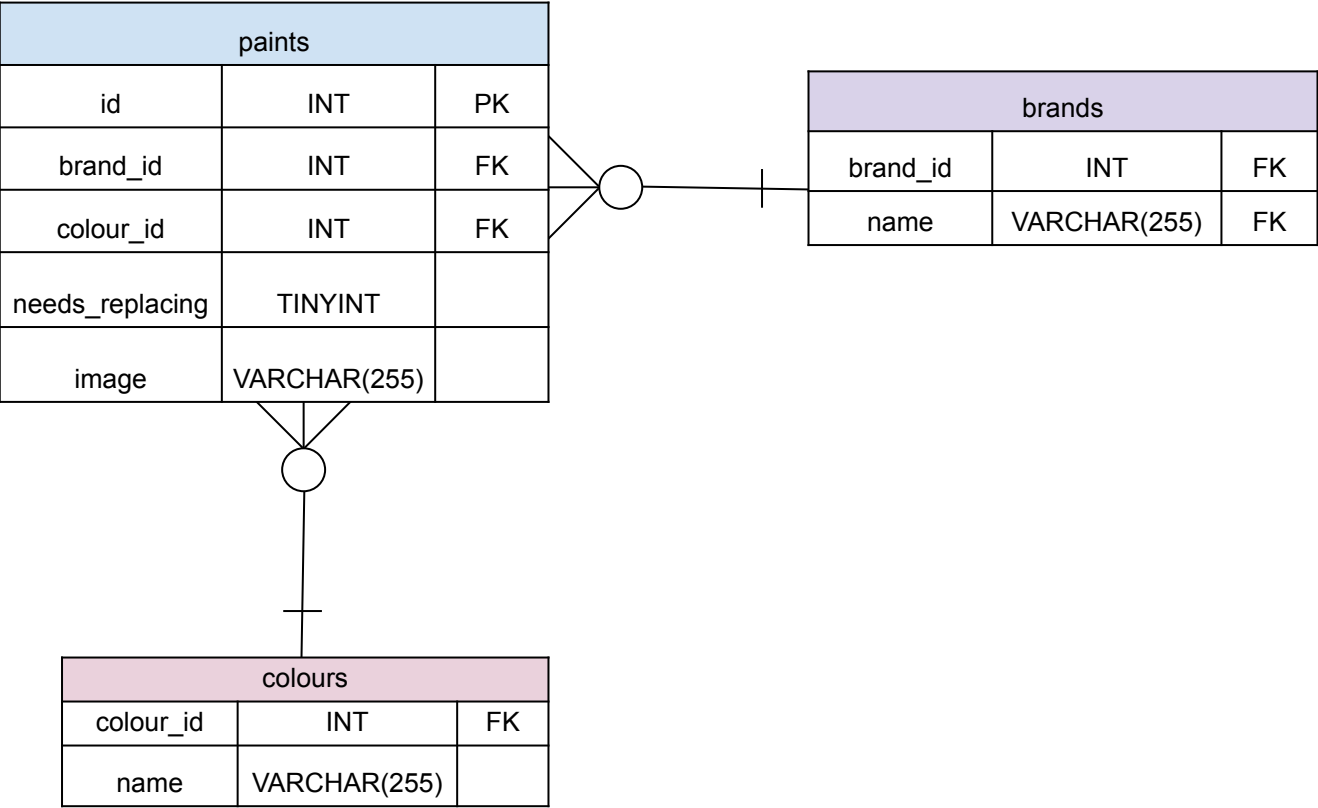 paints
id INT PK
brand_id INT FK
colour_id INT FK
needs_replacing TINYINT
image VARCHAR(255)
brands
brand_id INT FK
name VARCHAR(255) FK
colours
colour_id INT FK
name VARCHAR(255)